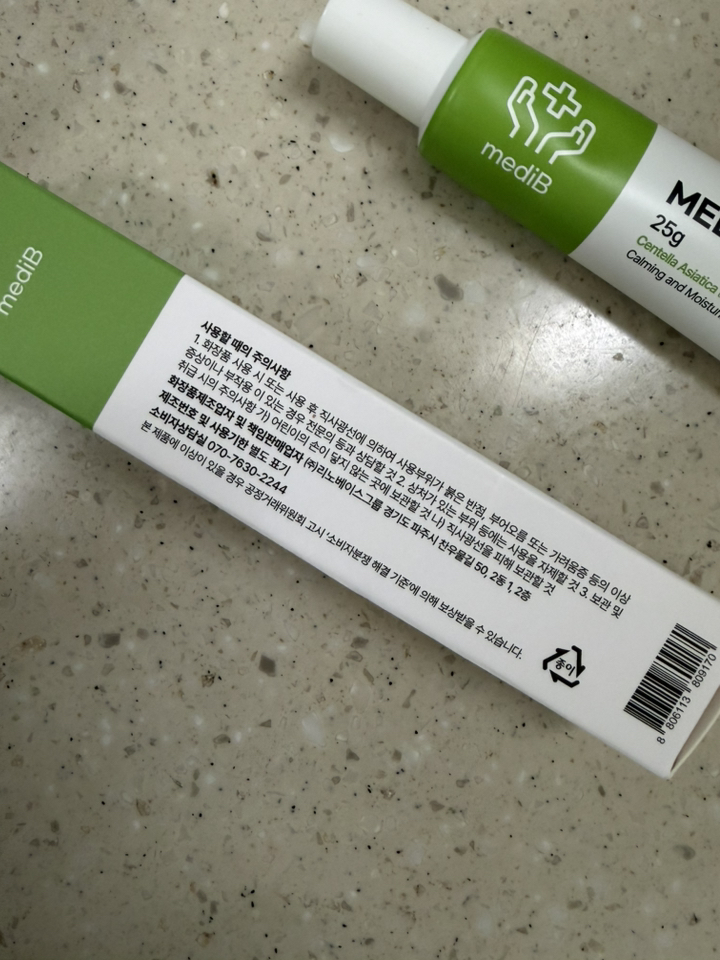 mediB
MED
25g
Centella Asiatica
Calming and Moistur
mediB
사용할 때의 주의사항
1. 화장품 사용 시 또는 사용 후 직사광선에 의하여 사용부위가 붉은 반점, 부어오름 또는 가려움증 등의 이상
증상이나 부작용이 있는 경우 전문의 등과 상담할 것 2. 상처가 있는 부위 등에는 사용을 자제할 것 3. 보관 및
취급 시의 주의사항 가) 어린이의 손이 닿지 않는 곳에 보관할 것 나) 직사광선을 피해 보관할 것
화장품제조업자 및 책임판매업자 (주)리노베이스그룹 경기도 파주시 찬우물길 50, 2동 1, 2층
제조번호 및 사용기한 별도 표기
소비자상담실 070-7630-2244
본 제품에 이상이 있을 경우 공정거래위원회 고시 '소비자분쟁 해결 기준'에 의해 보상받을 수 있습니다.
종이
8 806113 809170